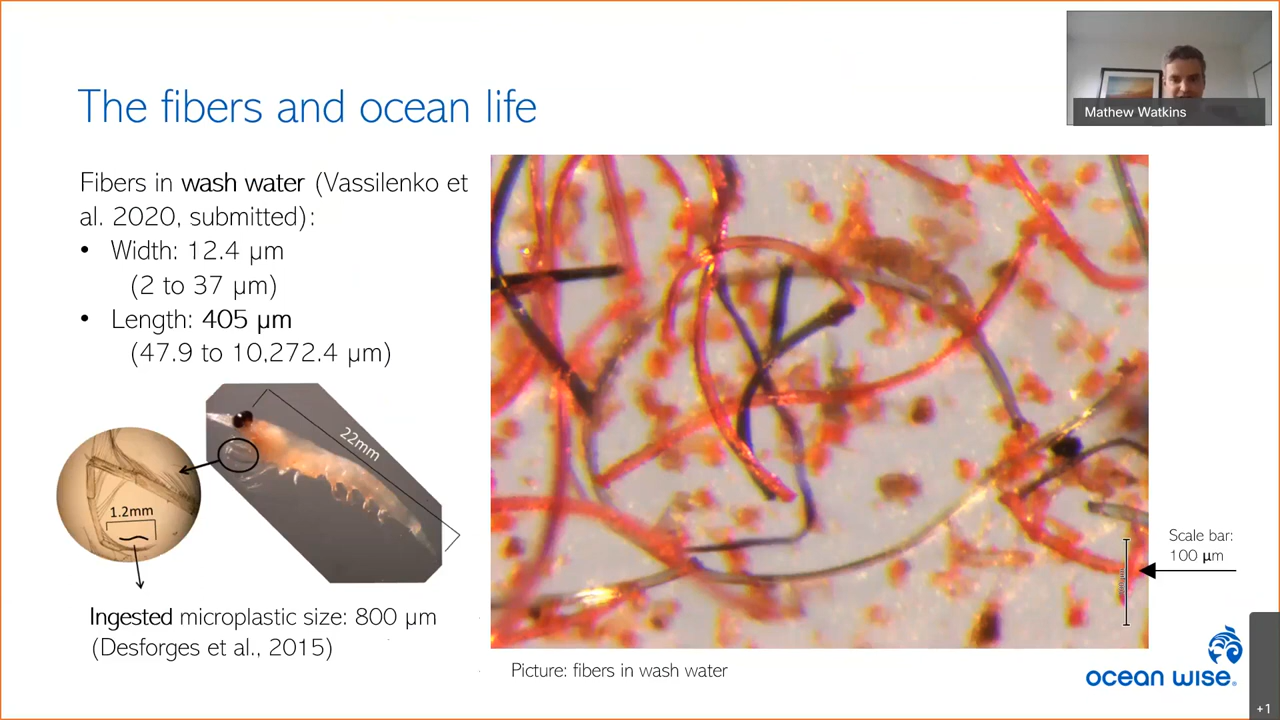 Mathew Watkins
The fibers and ocean life
Fibers in wash water (Vassilenko et
al. 2020, submitted):
• Width: 12.4 µm
(2 to 37 µm)
• Length: 405 µm
(47.9 to 10,272.4 µm)
22mm
1.2mm
Ingested microplastic size: 800 µm
(Desforges et al., 2015)
Scale bar:
100 µm
Picture: fibers in wash water
ocean wise.
+1